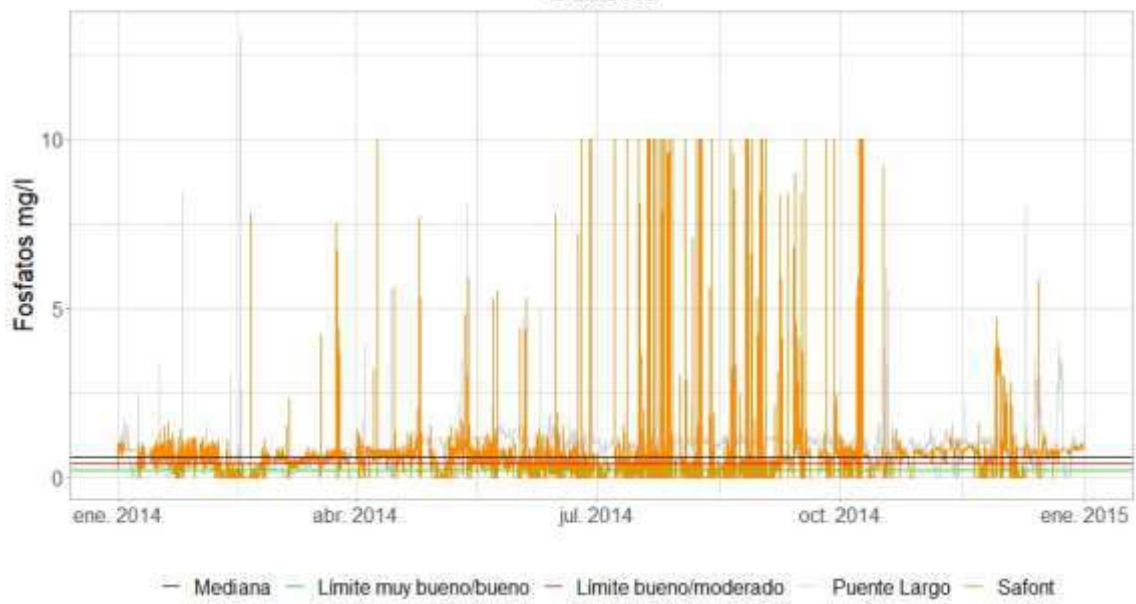 Fosfatos mg/l
10
5
0
ene. 2014 abr. 2014 jul. 2014 oct. 2014 ene. 2015
Mediana Límite muy bueno/bueno Límite bueno/moderado Puente Largo Safont